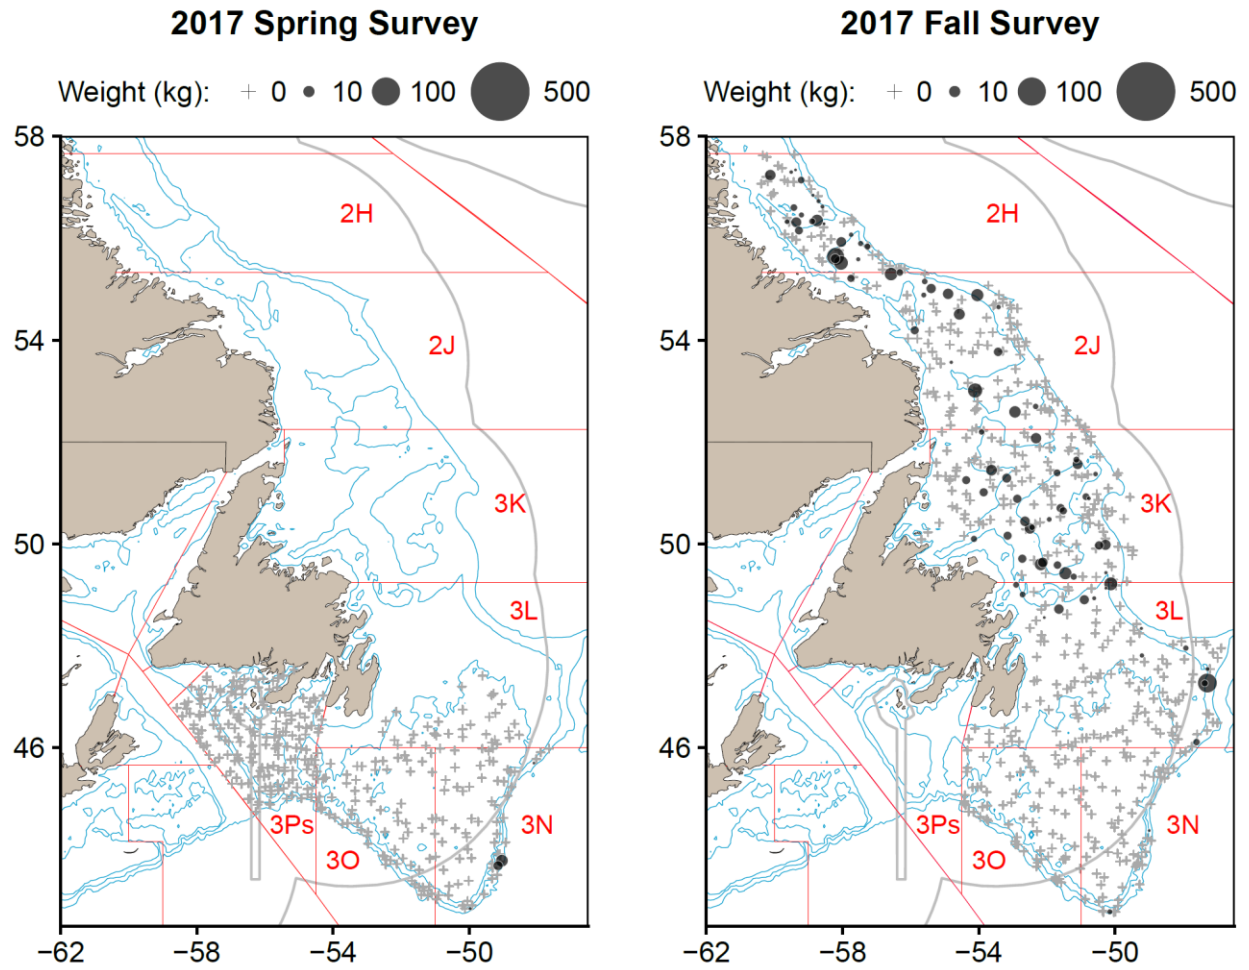 2017 Spring Survey
Weight (kg): + 0 10 100 500
58
54
50
46
−62 −58 −54 −50
2H
2J
3K
3L
3N
3O
3Ps
2017 Fall Survey
Weight (kg): + 0 10 100 500
58
54
50
46
−62 −58 −54 −50
2H
2J
3K
3L
3N
3O
3Ps